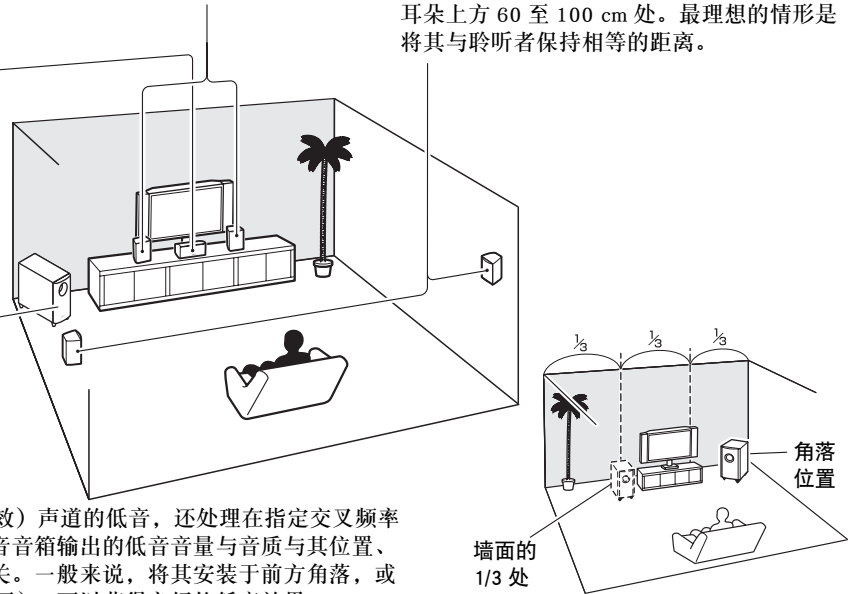 耳朵上方 60 至 100 cm 处。最理想的情形是
将其与聆听者保持相等的距离。
1/3
1/3
1/3
角落
位置
墙面的
1/3 处
效）声道的低音，还处理在指定交叉频率
音音箱输出的低音音量与音质与其位置、
关。一般来说，将其安装于前方角落，或